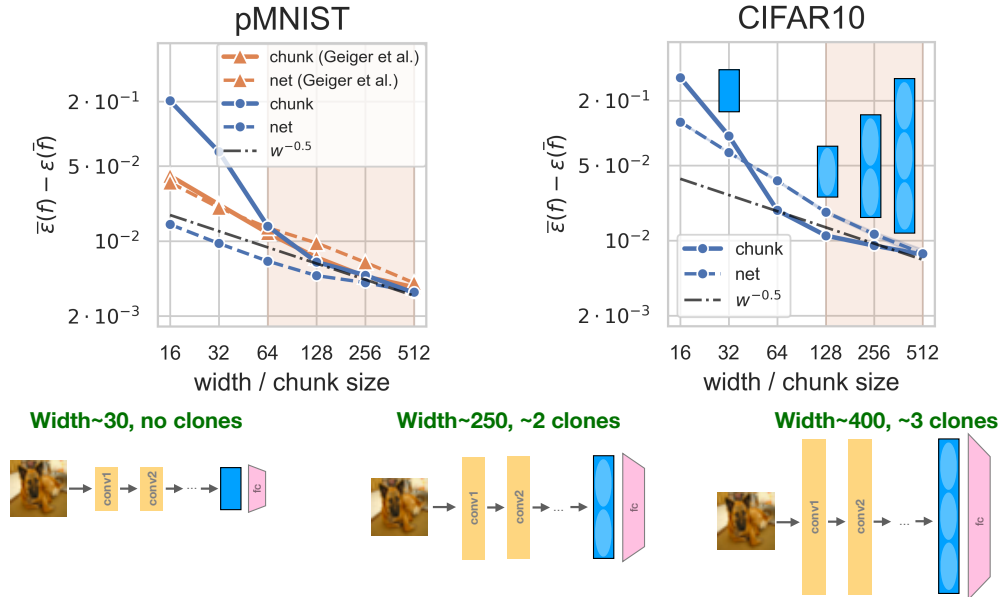 pMNIST
chunk (Geiger et al.)
net (Geiger et al.)
chunk
net
w^{-0.5}
2 · 10^{-1}
5 · 10^{-2}
10^{-2}
2 · 10^{-3}
ε̅(f) − ε(f̄)
16 32 64 128 256 512
width / chunk size
CIFAR10
2 · 10^{-1}
5 · 10^{-2}
10^{-2}
2 · 10^{-3}
ε̅(f) − ε(f̄)
chunk
net
w^{-0.5}
16 32 64 128 256 512
width / chunk size
Width~30, no clones
conv1
conv2
...
fc
Width~250, ~2 clones
conv1
conv2
...
fc
Width~400, ~3 clones
conv1
conv2
...
fc